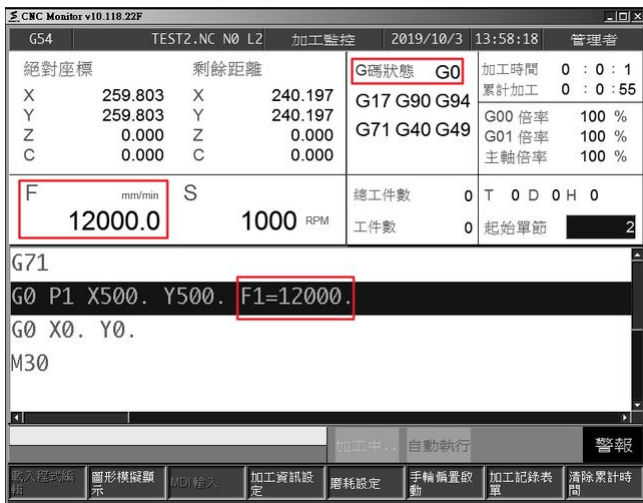 CNC Monitor v10.118.22F
G54 TEST2.NC N0 L2 加工監控 2019/10/3 13:58:18 管理者
絕對座標
X 259.803
Y 259.803
Z 0.000
C 0.000
剩餘距離
X 240.197
Y 240.197
Z 0.000
C 0.000
G碼狀態 G0
G17 G90 G94
G71 G40 G49
加工時間 0 : 0 : 1
累計加工 0 : 0 : 55
G00 倍率 100 %
G01 倍率 100 %
主軸倍率 100 %
F mm/min
12000.0
S
1000 RPM
總工件數 0
工件數 0
T 0 D 0 H 0
起始單節 2
G71
G0 P1 X500. Y500. F1=12000.
G0 X0. Y0.
M30
加工中.. 自動執行 警報
載入程式編輯
圖形模擬顯示
MDI 輸入
加工資訊設定
磨耗設定
手輪偏置啟動
加工記錄表單
清除累計時間